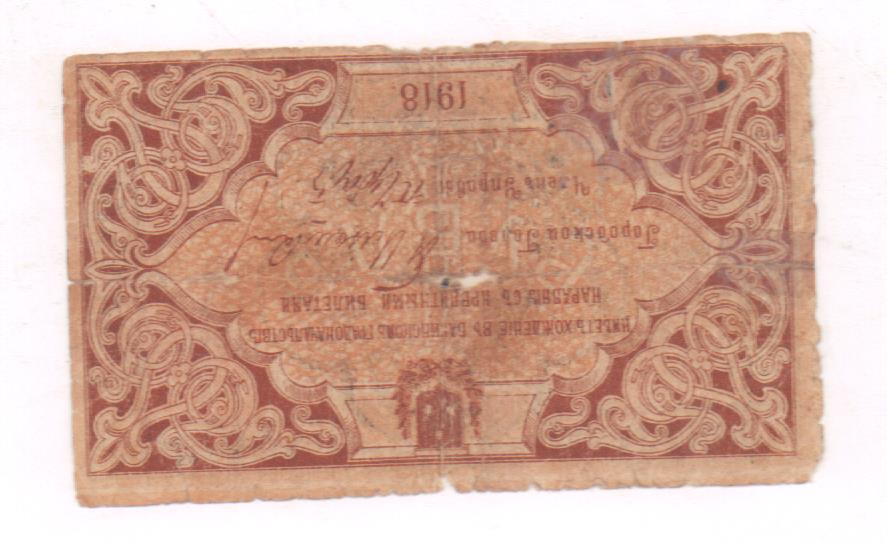 ИМѢЕТЪ ХОЖДЕНІЕ ВЪ БАКИНСКОМЪ ГРАДОНАЧАЛЬСТВѢ
НАРАВНѢ СЪ КРЕДИТНЫМИ БИЛЕТАМИ
Городской Голова
Членъ Управы
1918